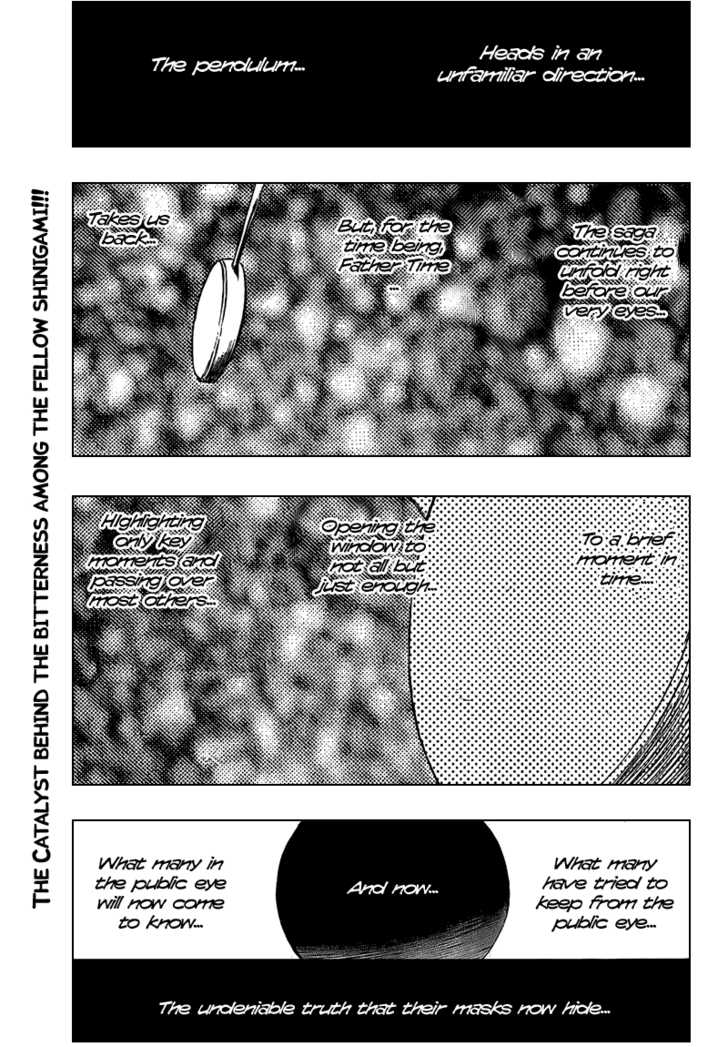 THE CATALYST BEHIND THE BITTERNESS AMONG THE FELLOW SHINIGAMI!!!
The pendulum...
Heads in an
unfamiliar direction...
The saga
continues to
unfold right
before our
very eyes...
But, for the
time being,
Father Time
...
Takes us
back...
To a brief
moment in
time....
Opening the
window to
not all but
just enough...
HIghlighting
only key
moments and
passing over
most others...
What many
have tried to
keep from the
public eye...
And now...
What many in
the public eye
will now come
to know...
The undeniable truth that their masks now hide...